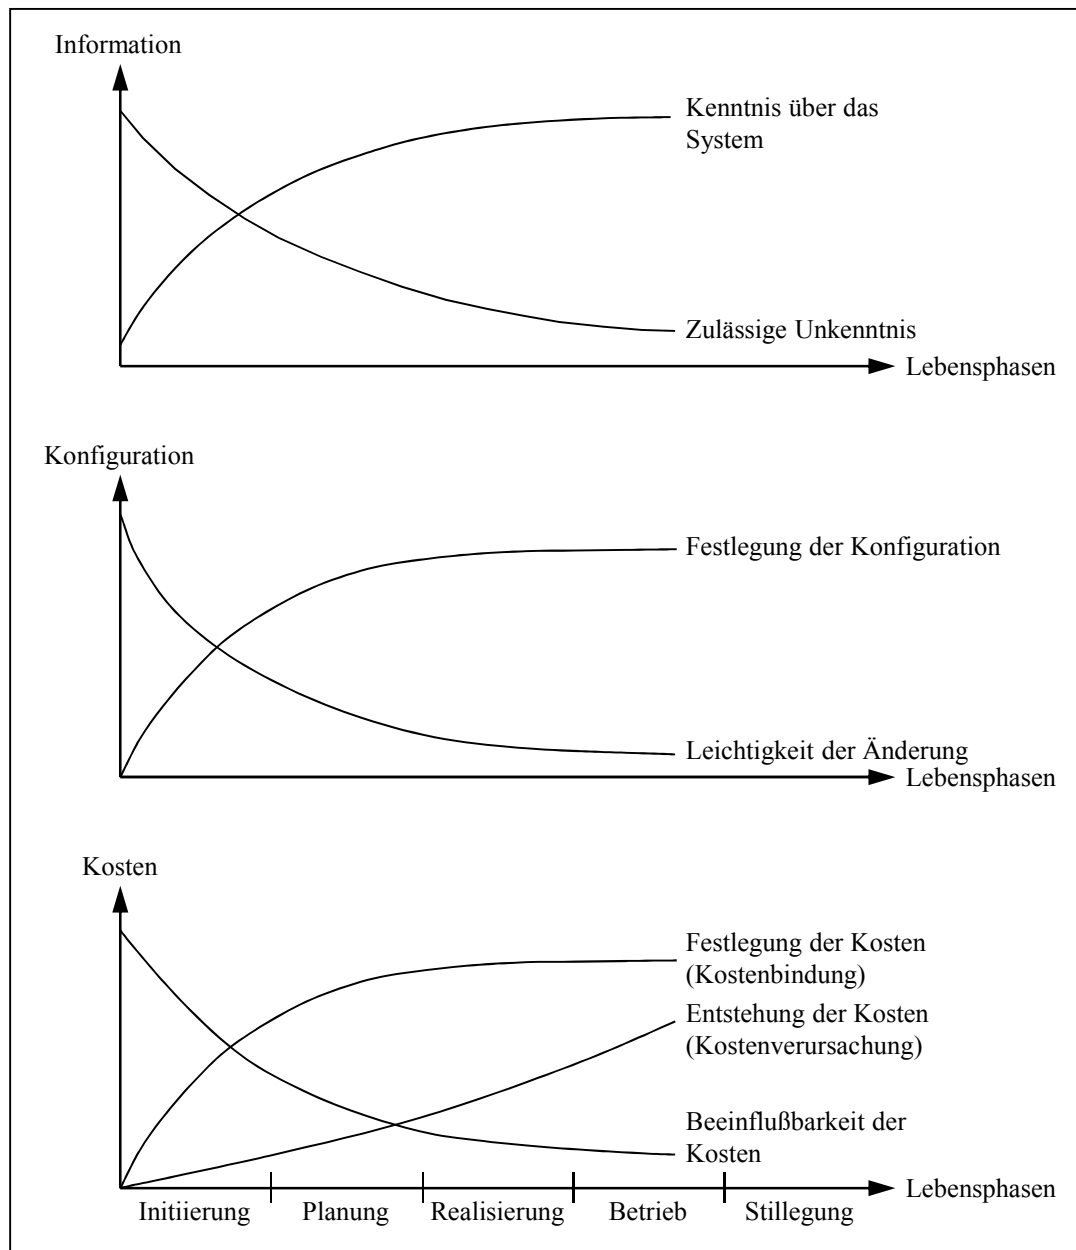 Information
Kenntnis über das
System
Zulässige Unkenntnis
Lebensphasen
Konfiguration
Festlegung der Konfiguration
Leichtigkeit der Änderung
Lebensphasen
Kosten
Festlegung der Kosten
(Kostenbindung)
Entstehung der Kosten
(Kostenverursachung)
Beeinflußbarkeit der
Kosten
Lebensphasen
Initiierung Planung Realisierung Betrieb Stillegung